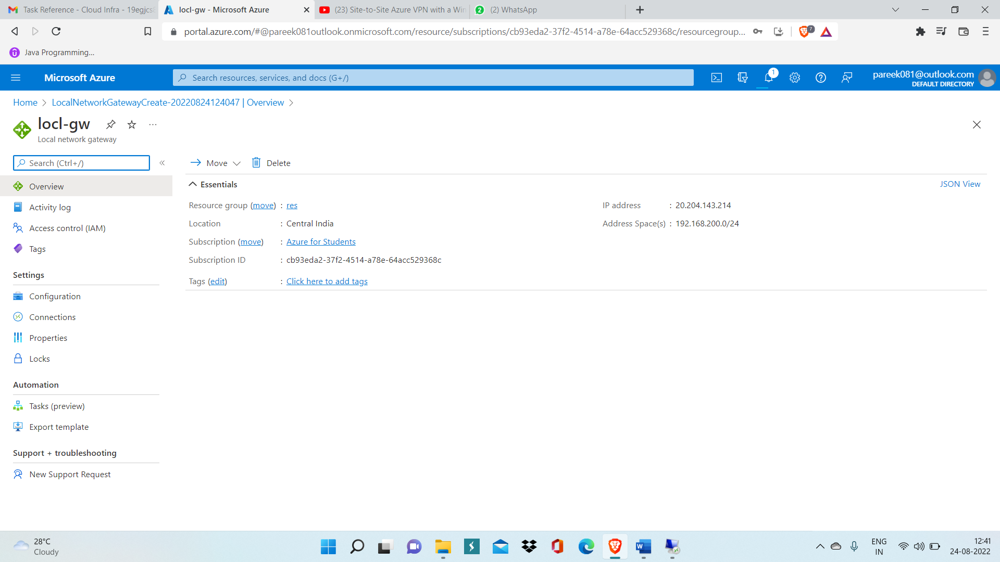 Task Reference - Cloud Infra - 19egjcs
locl-gw - Microsoft Azure
(23) Site-to-Site Azure VPN with a Win
2
(2) WhatsApp
portal.azure.com/#@pareek081outlook.onmicrosoft.com/resource/subscriptions/cb93eda2-37f2-4514-a78e-64acc529368c/resourcegroup...
7
Java Programming...
Microsoft Azure
Search resources, services, and docs (G+/)
1
pareek081@outlook.com
DEFAULT DIRECTORY
Home > LocalNetworkGatewayCreate-20220824124047 | Overview >
locl-gw
...
Local network gateway
Search (Ctrl+/)
«
Move
Delete
Overview
Activity log
Access control (IAM)
Tags
Settings
Configuration
Connections
Properties
Locks
Automation
Tasks (preview)
Export template
Support + troubleshooting
New Support Request
Essentials
JSON View
Resource group (move) : res
Location : Central India
Subscription (move) : Azure for Students
Subscription ID : cb93eda2-37f2-4514-a78e-64acc529368c
Tags (edit) : Click here to add tags
IP address : 20.204.143.214
Address Space(s) : 192.168.200.0/24
28°C
Cloudy
W
ENG
IN
12:41
24-08-2022